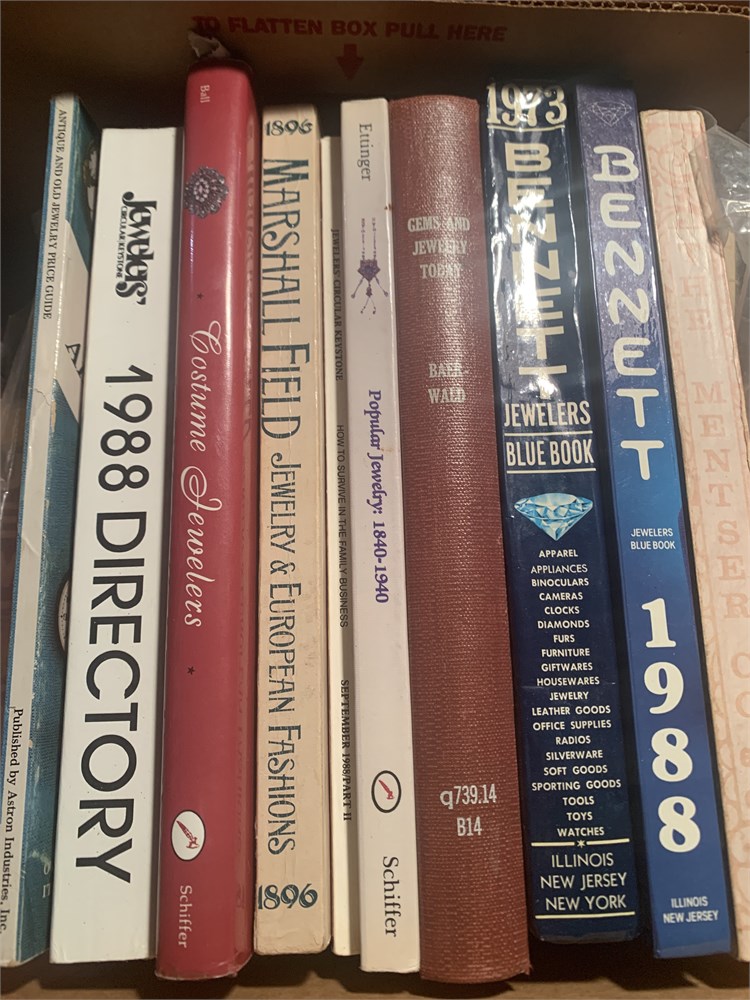 TO FLATTEN BOX PULL HERE
ANTIQUE AND OLD JEWELRY PRICE GUIDE
Published by Astron Industries, Inc.
Jewelers'
CIRCULAR KEYSTONE
1988 DIRECTORY
Ball
Costume Jewelers
Schiffer
1896
MARSHALL FIELD JEWELRY & EUROPEAN FASHIONS
1896
JEWELERS' CIRCULAR KEYSTONE
HOW TO SURVIVE IN THE FAMILY BUSINESS
SEPTEMBER 1988/PART II
Ettinger
Popular Jewelry: 1840-1940
Schiffer
GEMS AND
JEWELRY
TODAY
BAER-
WALD
q739.14
B14
1973
BENNETT
JEWELERS
BLUE BOOK
APPAREL
APPLIANCES
BINOCULARS
CAMERAS
CLOCKS
DIAMONDS
FURS
FURNITURE
GIFTWARES
HOUSEWARES
JEWELRY
LEATHER GOODS
OFFICE SUPPLIES
RADIOS
SILVERWARE
SOFT GOODS
SPORTING GOODS
TOOLS
TOYS
WATCHES
ILLINOIS
NEW JERSEY
NEW YORK
BENNETT
JEWELERS
BLUE BOOK
1988
ILLINOIS
NEW JERSEY